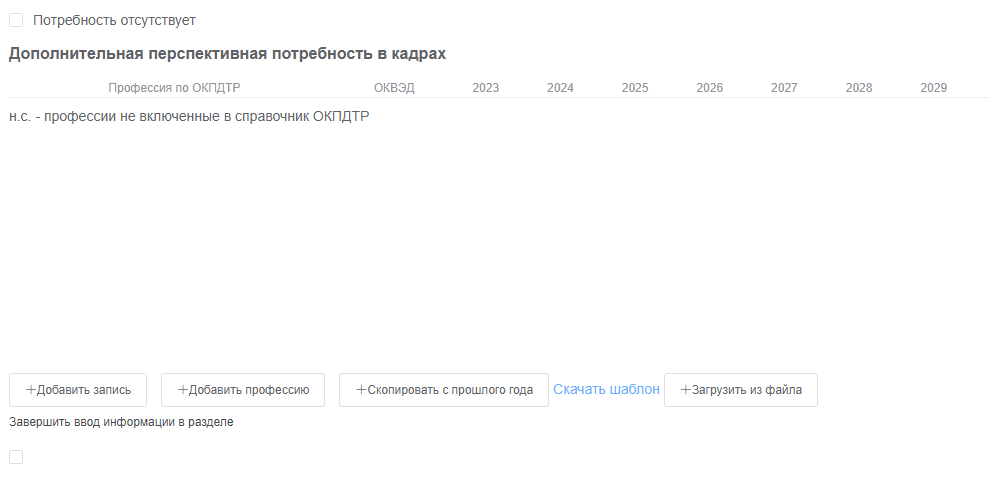 Потребность отсутствует
Дополнительная перспективная потребность в кадрах
Профессия по ОКПДТР ОКВЭД 2023 2024 2025 2026 2027 2028 2029
н.с. - профессии не включенные в справочник ОКПДТР
+Добавить запись +Добавить профессию +Скопировать с прошлого года Скачать шаблон +Загрузить из файла
Завершить ввод информации в разделе